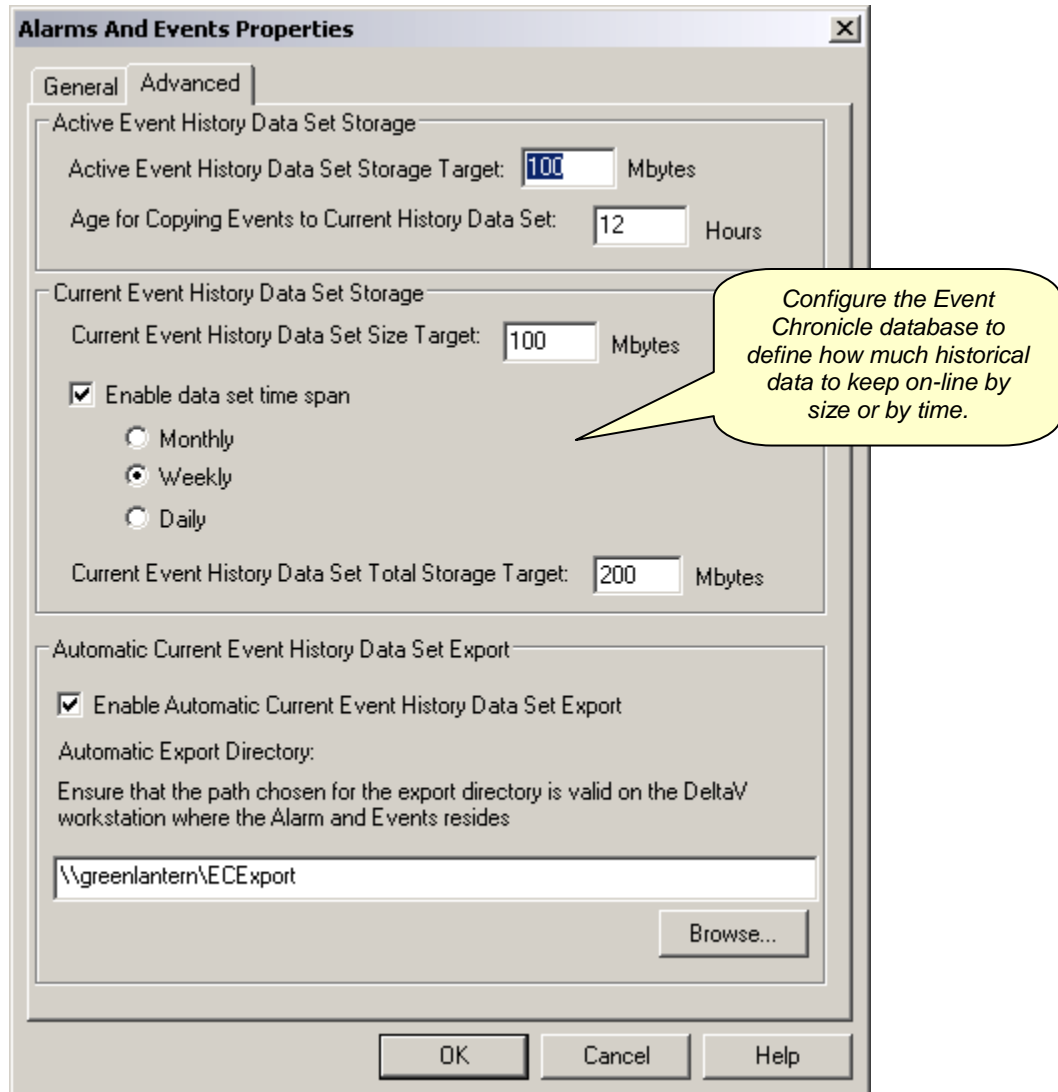 Alarms And Events Properties
General
Advanced
Active Event History Data Set Storage
Active Event History Data Set Storage Target: 100 Mbytes
Age for Copying Events to Current History Data Set: 12 Hours
Current Event History Data Set Storage
Current Event History Data Set Size Target: 100 Mbytes
Enable data set time span
Monthly
Weekly
Daily
Current Event History Data Set Total Storage Target: 200 Mbytes
Configure the Event
Chronicle database to
define how much historical
data to keep on-line by
size or by time.
Automatic Current Event History Data Set Export
Enable Automatic Current Event History Data Set Export
Automatic Export Directory:
Ensure that the path chosen for the export directory is valid on the DeltaV
workstation where the Alarm and Events resides
\\greenlantern\ECExport
Browse...
OK
Cancel
Help